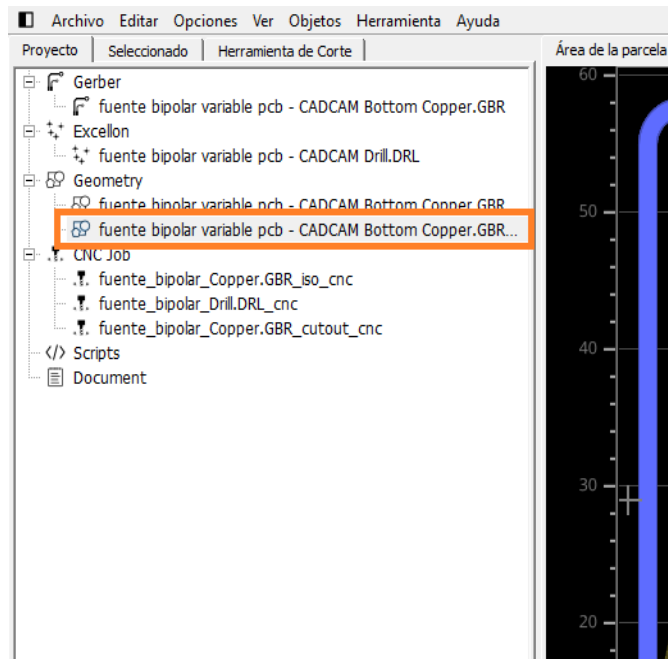 Archivo Editar Opciones Ver Objetos Herramienta Ayuda
Proyecto Seleccionado Herramienta de Corte Área de la parcela
Gerber
fuente bipolar variable pcb - CADCAM Bottom Copper.GBR
Excellon
fuente bipolar variable pcb - CADCAM Drill.DRL
Geometry
fuente bipolar variable pcb - CADCAM Bottom Copper.GBR
fuente bipolar variable pcb - CADCAM Bottom Copper.GBR...
CNC Job
fuente_bipolar_Copper.GBR_iso_cnc
fuente_bipolar_Drill.DRL_cnc
fuente_bipolar_Copper.GBR_cutout_cnc
</> Scripts
Document
60
50
40
30
20